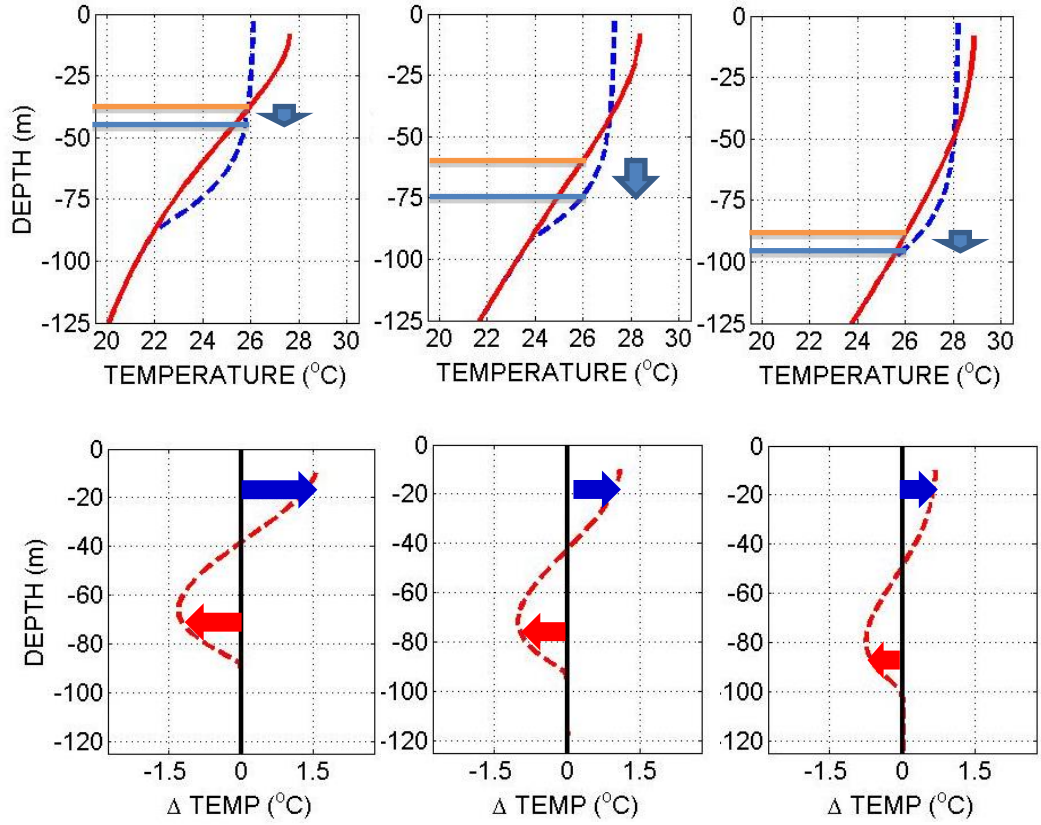 0 0 0
-25 -25 -25
DEPTH (m)
-50 -50 -50
-75 -75 -75
-100 -100 -100
-125 -125 -125
20 22 24 26 28 30 20 22 24 26 28 30 20 22 24 26 28 30
TEMPERATURE (°C) TEMPERATURE (°C) TEMPERATURE (°C)
0 0 0
-20 -20 -20
-40 -40 -40
DEPTH (m)
-60 -60 -60
-80 -80 -80
-100 -100 -100
-120 -120 -120
-1.5 0 1.5 -1.5 0 1.5 -1.5 0 1.5
Δ TEMP (°C) Δ TEMP (°C) Δ TEMP (°C)